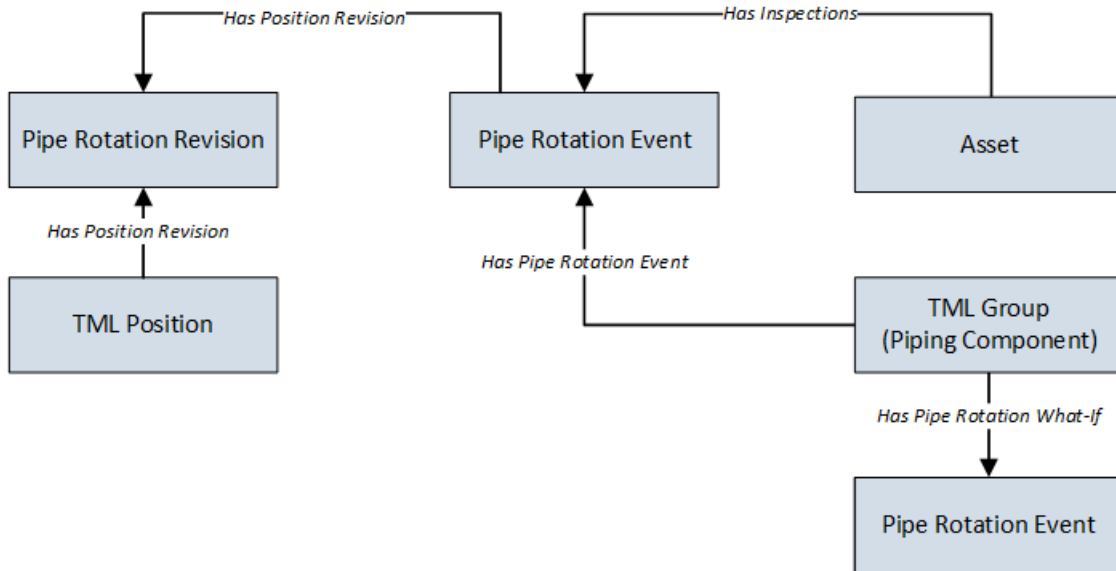 Has Position Revision
Has Inspections
Pipe Rotation Revision
Pipe Rotation Event
Asset
Has Position Revision
Has Pipe Rotation Event
TML Position
TML Group
(Piping Component)
Has Pipe Rotation What-If
Pipe Rotation Event